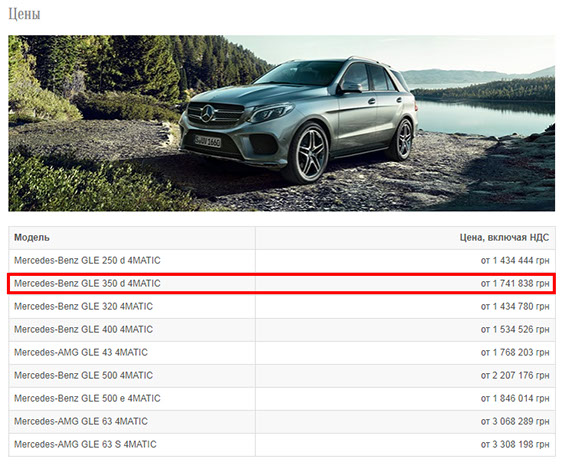 Цены
S UV 1660
Модель Цена, включая НДС
Mercedes-Benz GLE 250 d 4MATIC от 1 434 444 грн
Mercedes-Benz GLE 350 d 4MATIC от 1 741 838 грн
Mercedes-Benz GLE 320 4MATIC от 1 434 780 грн
Mercedes-Benz GLE 400 4MATIC от 1 534 526 грн
Mercedes-AMG GLE 43 4MATIC от 1 768 203 грн
Mercedes-Benz GLE 500 4MATIC от 2 207 176 грн
Mercedes-Benz GLE 500 e 4MATIC от 1 846 014 грн
Mercedes-AMG GLE 63 4MATIC от 3 068 289 грн
Mercedes-AMG GLE 63 S 4MATIC от 3 308 198 грн